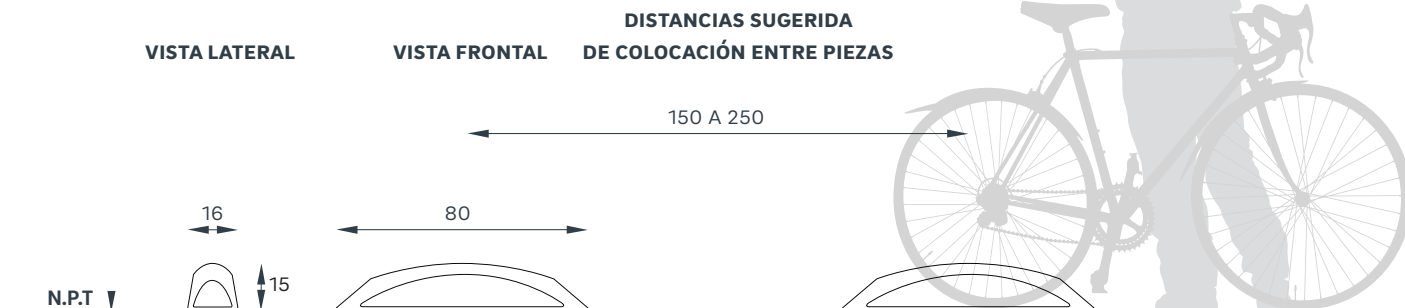 VISTA LATERAL
VISTA FRONTAL
DISTANCIAS SUGERIDA
DE COLOCACIÓN ENTRE PIEZAS
150 A 250
16
80
15
N.P.T